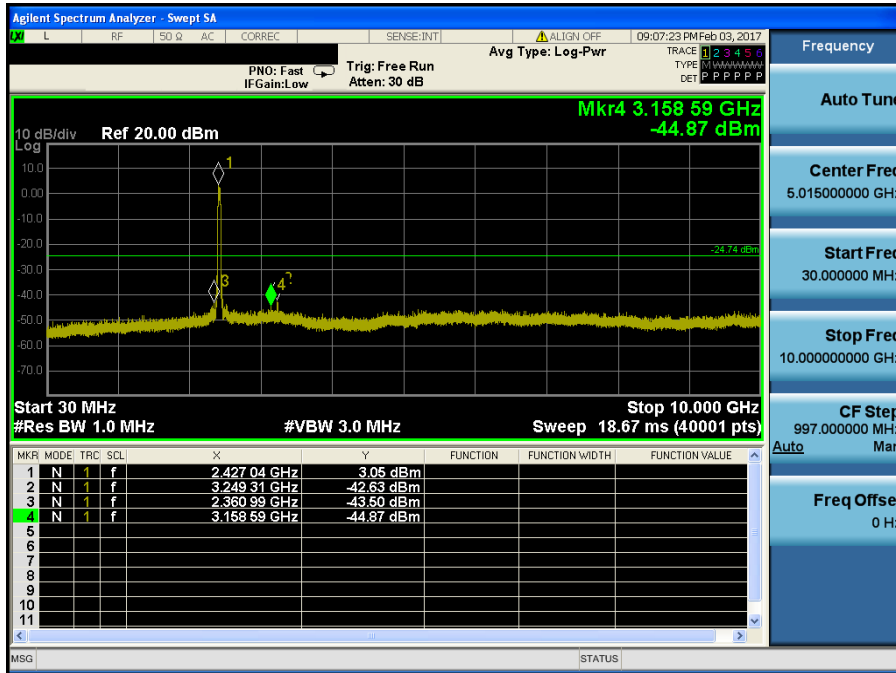 Agilent Spectrum Analyzer - Swept SA
LXI L RF 50 Ω AC CORREC SENSE:INT ALIGN OFF 09:07:23 PM Feb 03, 2017
PNO: Fast
IFGain:Low
Trig: Free Run
Atten: 30 dB
Avg Type: Log-Pwr
TRACE 1 2 3 4 5 6
TYPE M W W W W W
DET P P P P P P
Mkr4 3.158 59 GHz
-44.87 dBm
10 dB/div Ref 20.00 dBm
Log
10.0
0.00
-10.0
-20.0
-30.0
-40.0
-50.0
-60.0
-70.0
1
3
4
-24.74 dBm
Start 30 MHz Stop 10.000 GHz
#Res BW 1.0 MHz #VBW 3.0 MHz Sweep 18.67 ms (40001 pts)
MKR MODE TRC SCL X Y FUNCTION FUNCTION WIDTH FUNCTION VALUE
1 N 1 f 2.427 04 GHz 3.05 dBm
2 N 1 f 3.249 31 GHz -42.63 dBm
3 N 1 f 2.360 99 GHz -43.50 dBm
4 N 1 f 3.158 59 GHz -44.87 dBm
5
6
7
8
9
10
11
MSG STATUS
Frequency
Auto Tune
Center Freq
5.015000000 GHz
Start Freq
30.000000 MHz
Stop Freq
10.000000000 GHz
CF Step
997.000000 MHz
Auto Man
Freq Offset
0 Hz